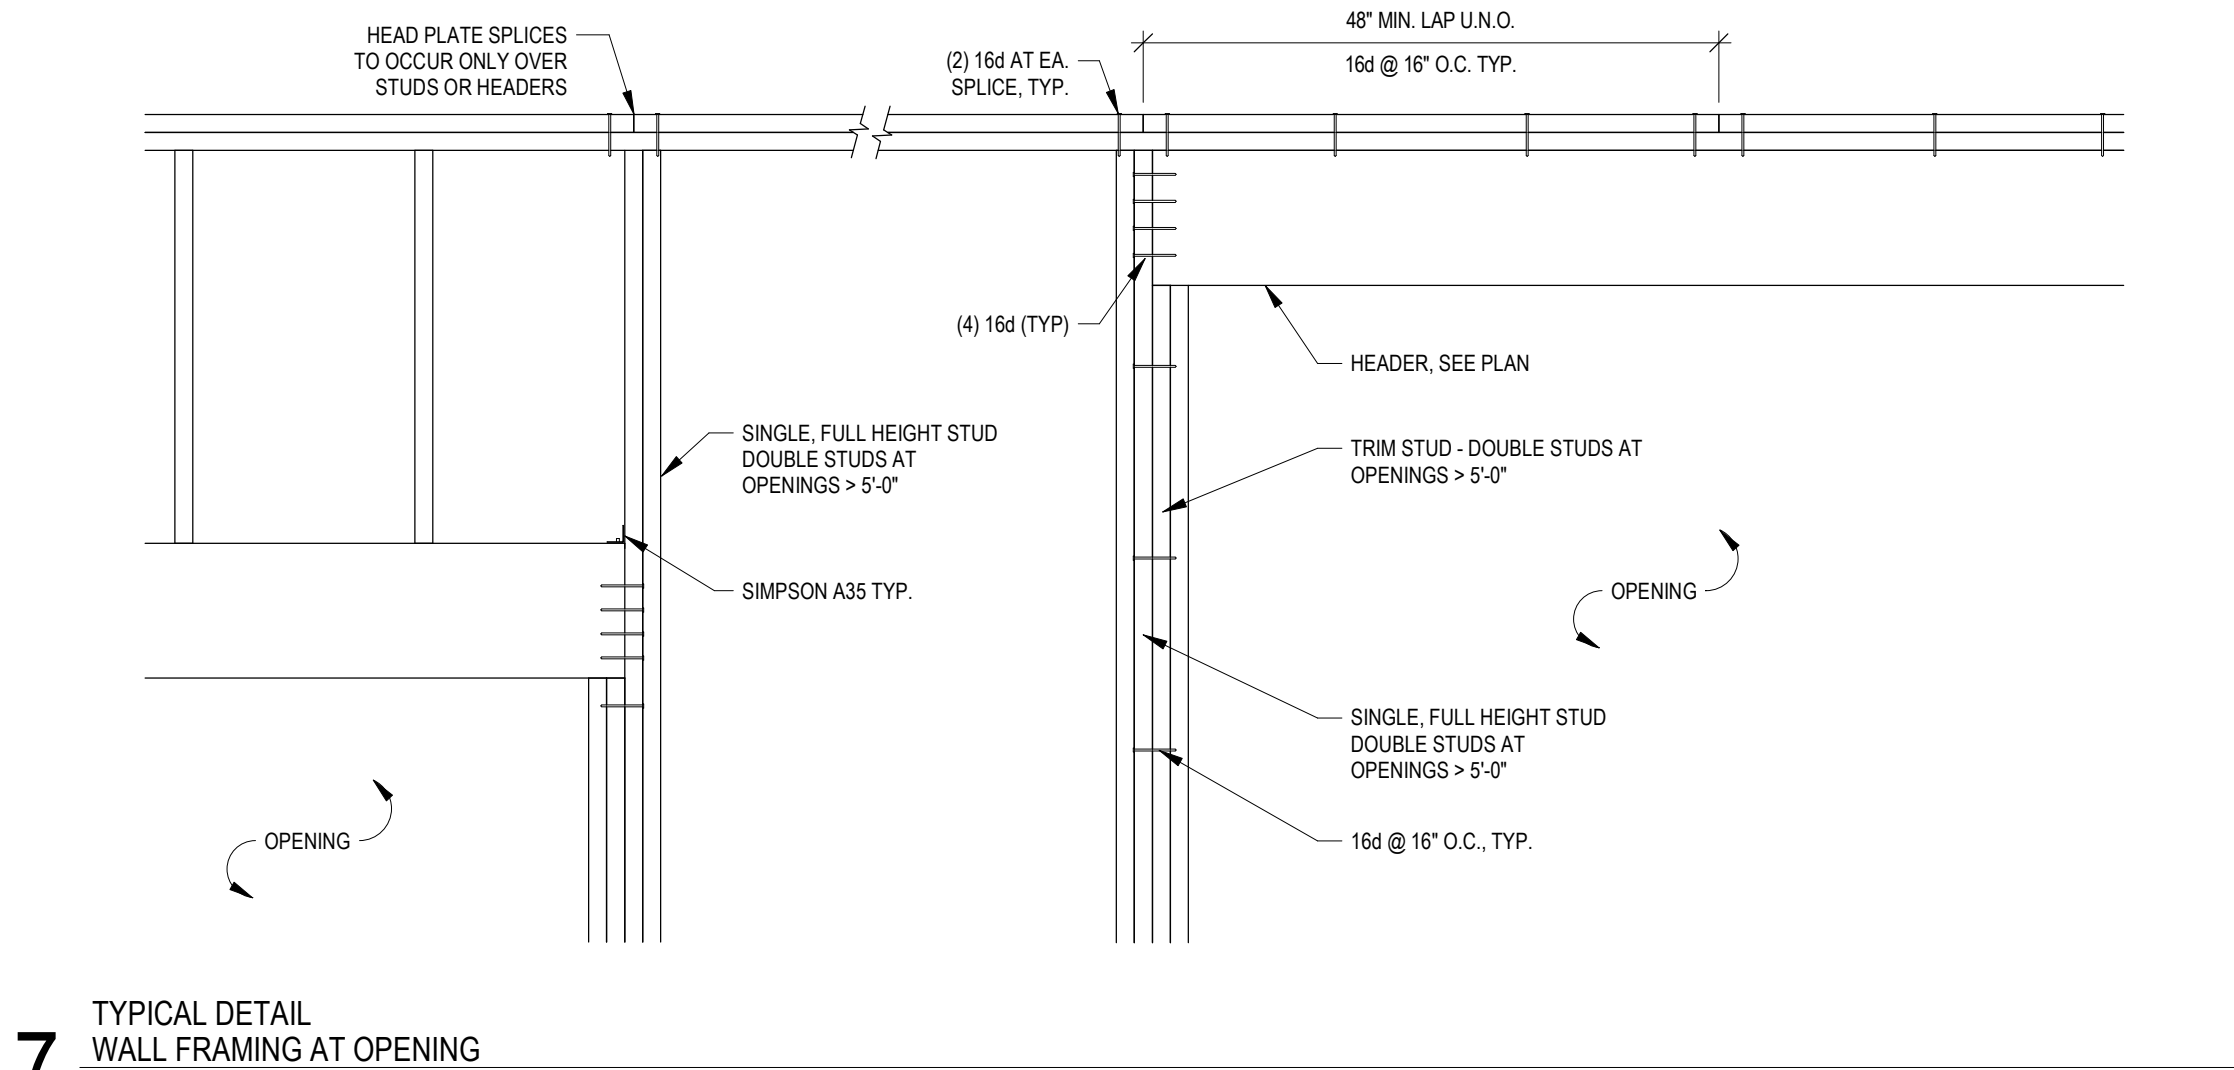 HEAD PLATE SPLICES
TO OCCUR ONLY OVER
STUDS OR HEADERS
(2) 16d AT EA.
SPLICE, TYP.
48" MIN. LAP U.N.O.
16d @ 16" O.C. TYP.
(4) 16d (TYP)
HEADER, SEE PLAN
SINGLE, FULL HEIGHT STUD
DOUBLE STUDS AT
OPENINGS > 5'-0"
TRIM STUD - DOUBLE STUDS AT
OPENINGS > 5'-0"
SIMPSON A35 TYP.
OPENING
SINGLE, FULL HEIGHT STUD
DOUBLE STUDS AT
OPENINGS > 5'-0"
OPENING
16d @ 16" O.C., TYP.
7
TYPICAL DETAIL
WALL FRAMING AT OPENING